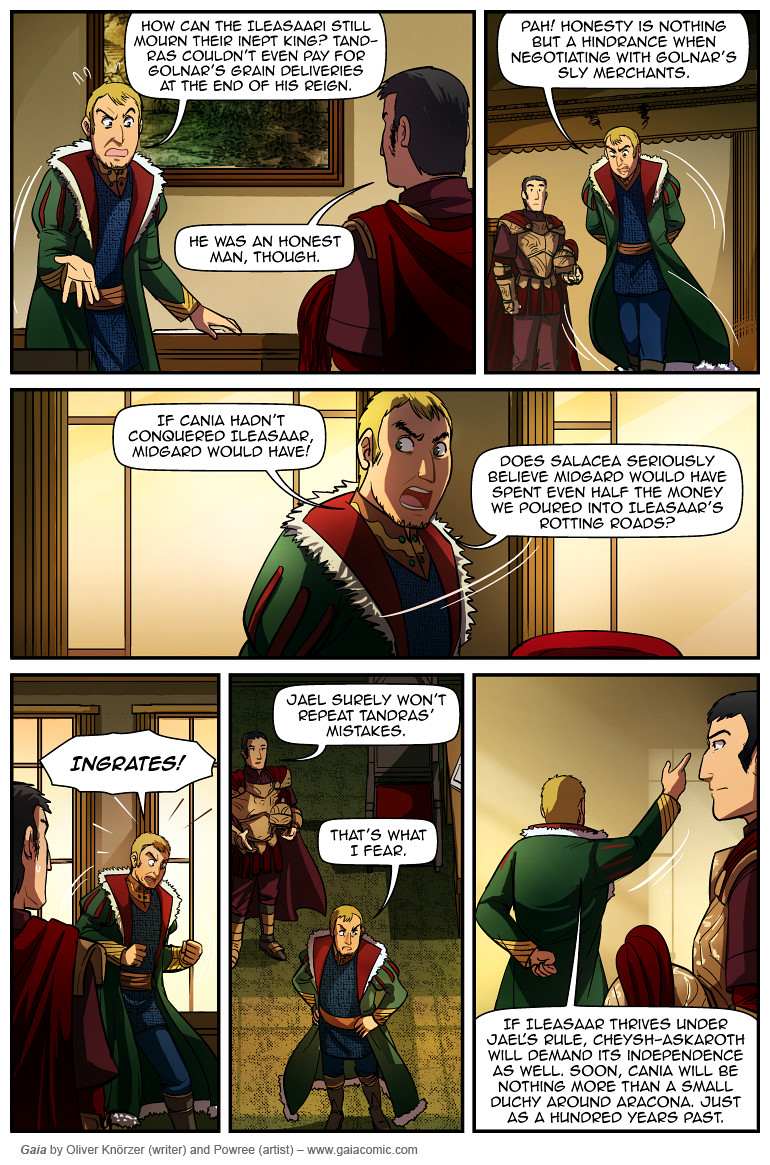 HOW CAN THE ILEASAARI STILL
MOURN THEIR INEPT KING? TAND-
RAS COULDN'T EVEN PAY FOR
GOLNAR'S GRAIN DELIVERIES
AT THE END OF HIS REIGN.
HE WAS AN HONEST
MAN, THOUGH.
PAH! HONESTY IS NOTHING
BUT A HINDRANCE WHEN
NEGOTIATING WITH GOLNAR'S
SLY MERCHANTS.
IF CANIA HADN'T
CONQUERED ILEASAAR,
MIDGARD WOULD HAVE!
DOES SALACEA SERIOUSLY
BELIEVE MIDGARD WOULD HAVE
SPENT EVEN HALF THE MONEY
WE POURED INTO ILEASAAR'S
ROTTING ROADS?
INGRATES!
JAEL SURELY WON'T
REPEAT TANDRAS'
MISTAKES.
THAT'S WHAT
I FEAR.
IF ILEASAAR THRIVES UNDER
JAEL'S RULE, CHEYSH-ASKAROTH
WILL DEMAND ITS INDEPENDENCE
AS WELL. SOON, CANIA WILL BE
NOTHING MORE THAN A SMALL
DUCHY AROUND ARACONA. JUST
AS A HUNDRED YEARS PAST.
Gaia by Oliver Knörzer (writer) and Powree (artist) – www.gaiacomic.com